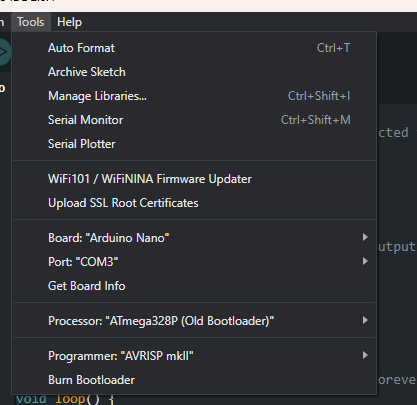 Tools Help
Auto Format Ctrl+T
Archive Sketch
Manage Libraries... Ctrl+Shift+I
Serial Monitor Ctrl+Shift+M
cted
Serial Plotter
WiFi101 / WiFiNINA Firmware Updater
Upload SSL Root Certificates
Board: "Arduino Nano"
utput
Port: "COM3"
Get Board Info
Processor: "ATmega328P (Old Bootloader)"
Programmer: "AVRISP mkII"
Burn Bootloader
oreve
void loop() {